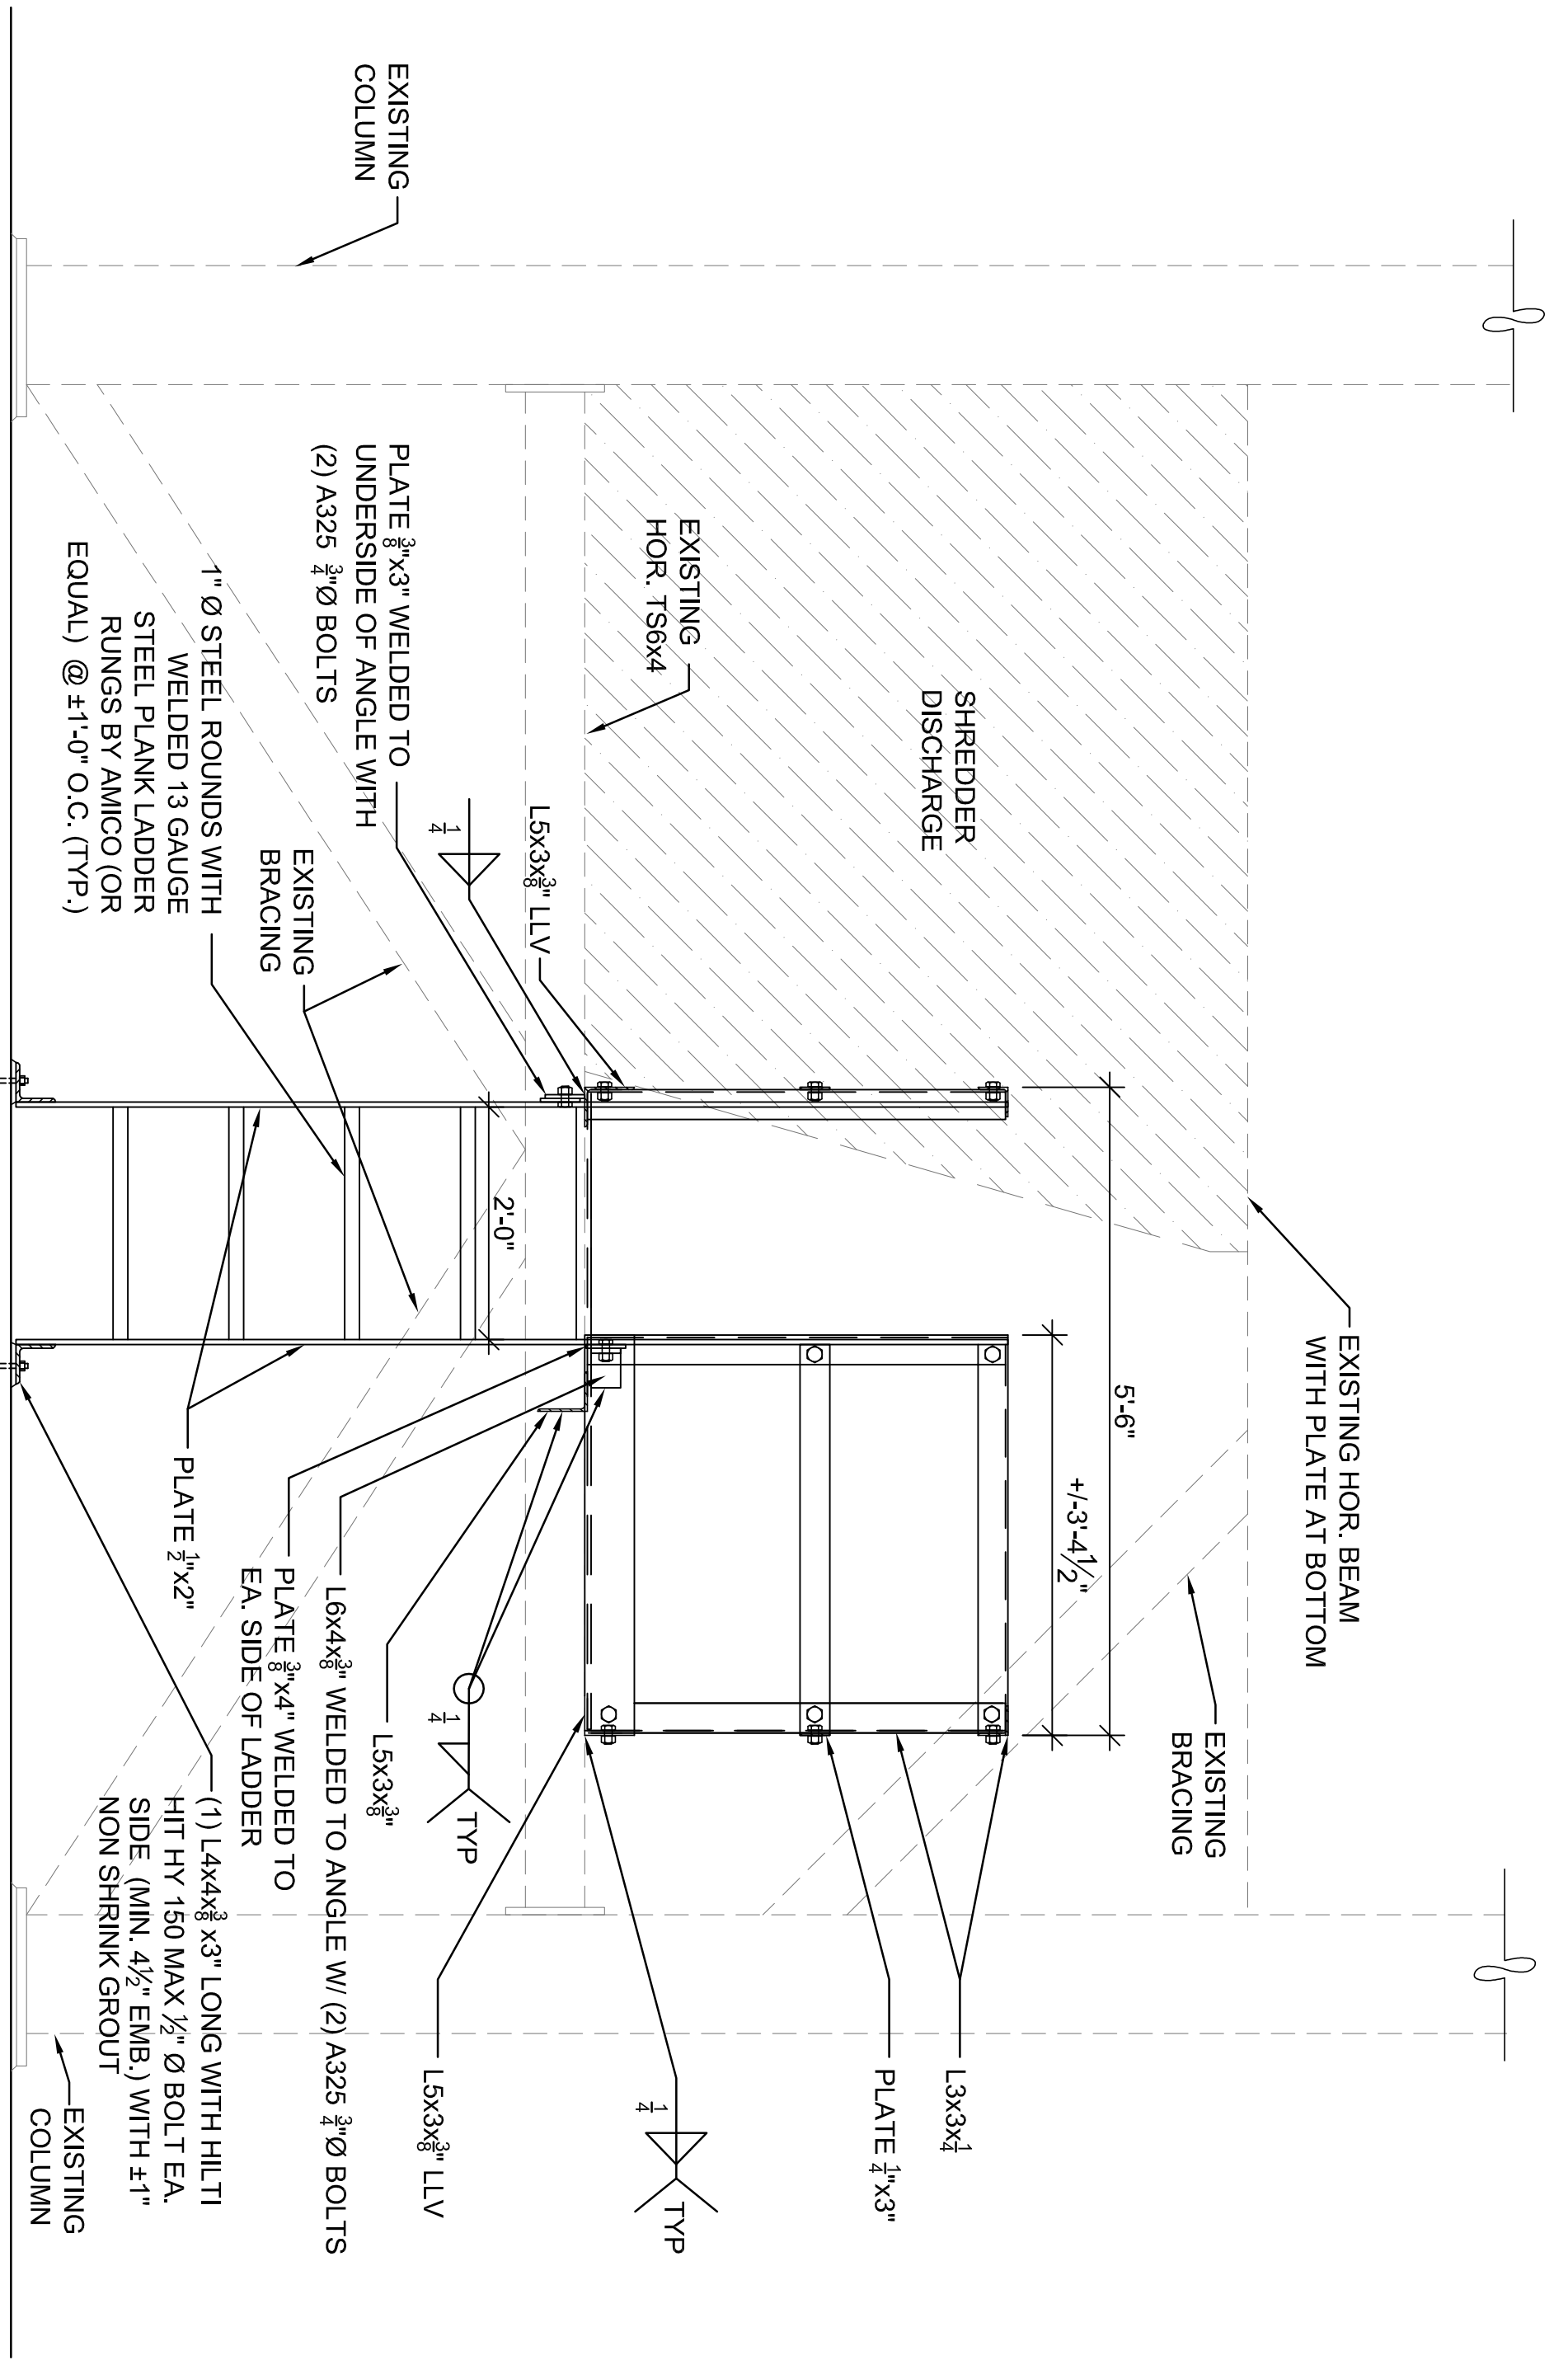 EXISTING HOR. BEAM
WITH PLATE AT BOTTOM
EXISTING
BRACING
5'-6"
+/-3'-4½"
SHREDDER
DISCHARGE
L3x3x¼
PLATE ¼"x3"
¼
TYP
EXISTING
HOR. TS6x4
L5x3x⅜" LLV
¼
EXISTING
COLUMN
PLATE ⅜"x3" WELDED TO
UNDERSIDE OF ANGLE WITH
(2) A325 ¾"Ø BOLTS
2'-0"
¼
TYP
L5x3x⅜" LLV
L5x3x⅜"
L6x4x⅜" WELDED TO ANGLE W/ (2) A325 ¾"Ø BOLTS
PLATE ⅜"x4" WELDED TO
EA. SIDE OF LADDER
EXISTING
BRACING
1" Ø STEEL ROUNDS WITH
WELDED 13 GAUGE
STEEL PLANK LADDER
RUNGS BY AMICO (OR
EQUAL) @ ±1'-0" O.C. (TYP.)
PLATE ½"x2"
(1) L4x4x⅜ x3" LONG WITH HILTI
HIT HY 150 MAX ½" Ø BOLT EA.
SIDE (MIN. 4½" EMB.) WITH ±1"
NON SHRINK GROUT
EXISTING
COLUMN